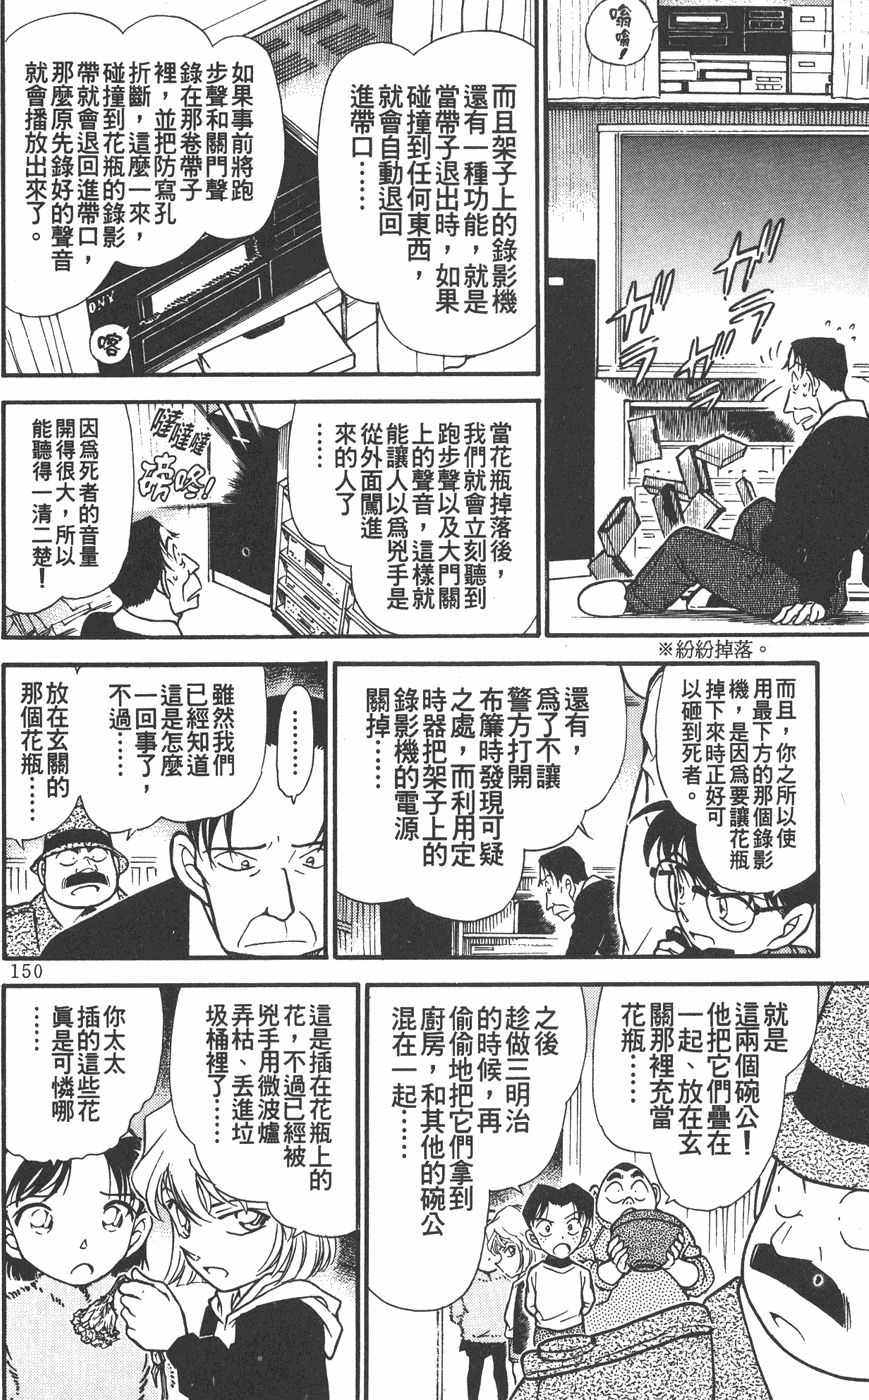 嗡嗡!
ガガガガ
※紛紛掉落。
而且架子上的錄影機
還有一種功能，就是
當帶子退出時，如果
碰撞到任何東西，
就會自動退回
進帶口……
如果事前將跑
步聲和關門聲
錄在那卷帶子
裡，並把防寫孔
折斷，這麼一來，
碰撞到花瓶的錄影
帶就會退回進帶口，
那麼原先錄好的聲音
就會播放出來了。
ONY
喀
當花瓶掉落後，
我們就會立刻聽到
跑步聲以及大門關
上的聲音，這樣就
能讓人以為兇手是
從外面闖進
來的人了
……
噠噠噠
磅咚!
因為死者的音量
開得很大，所以
能聽得一清二楚！
而且，你之所以使
用最下方的那個錄影
機，是因為要讓花瓶
掉下來時正好可
以砸到死者。
還有，
為了不讓
警方打開
布簾時發現可疑
之處，而利用定
時器把架子上的
錄影機的電源
關掉……
………
雖然我們
已經知道
這是怎麼
一回事了，
不過……
放在玄關的
那個花瓶……
150
就是
這兩個碗公！
他把它們疊在
一起、放在玄
關那裡充當
花瓶……
之後
趁做三明治
的時候，再
偷偷地把它們拿到
廚房，和其他的碗公
混在一起……
這是插在花瓶上的
花，不過已經被
兇手用微波爐
弄枯、丟進垃
圾桶裡了……
你太太
插的這些花
真是可憐哪
……